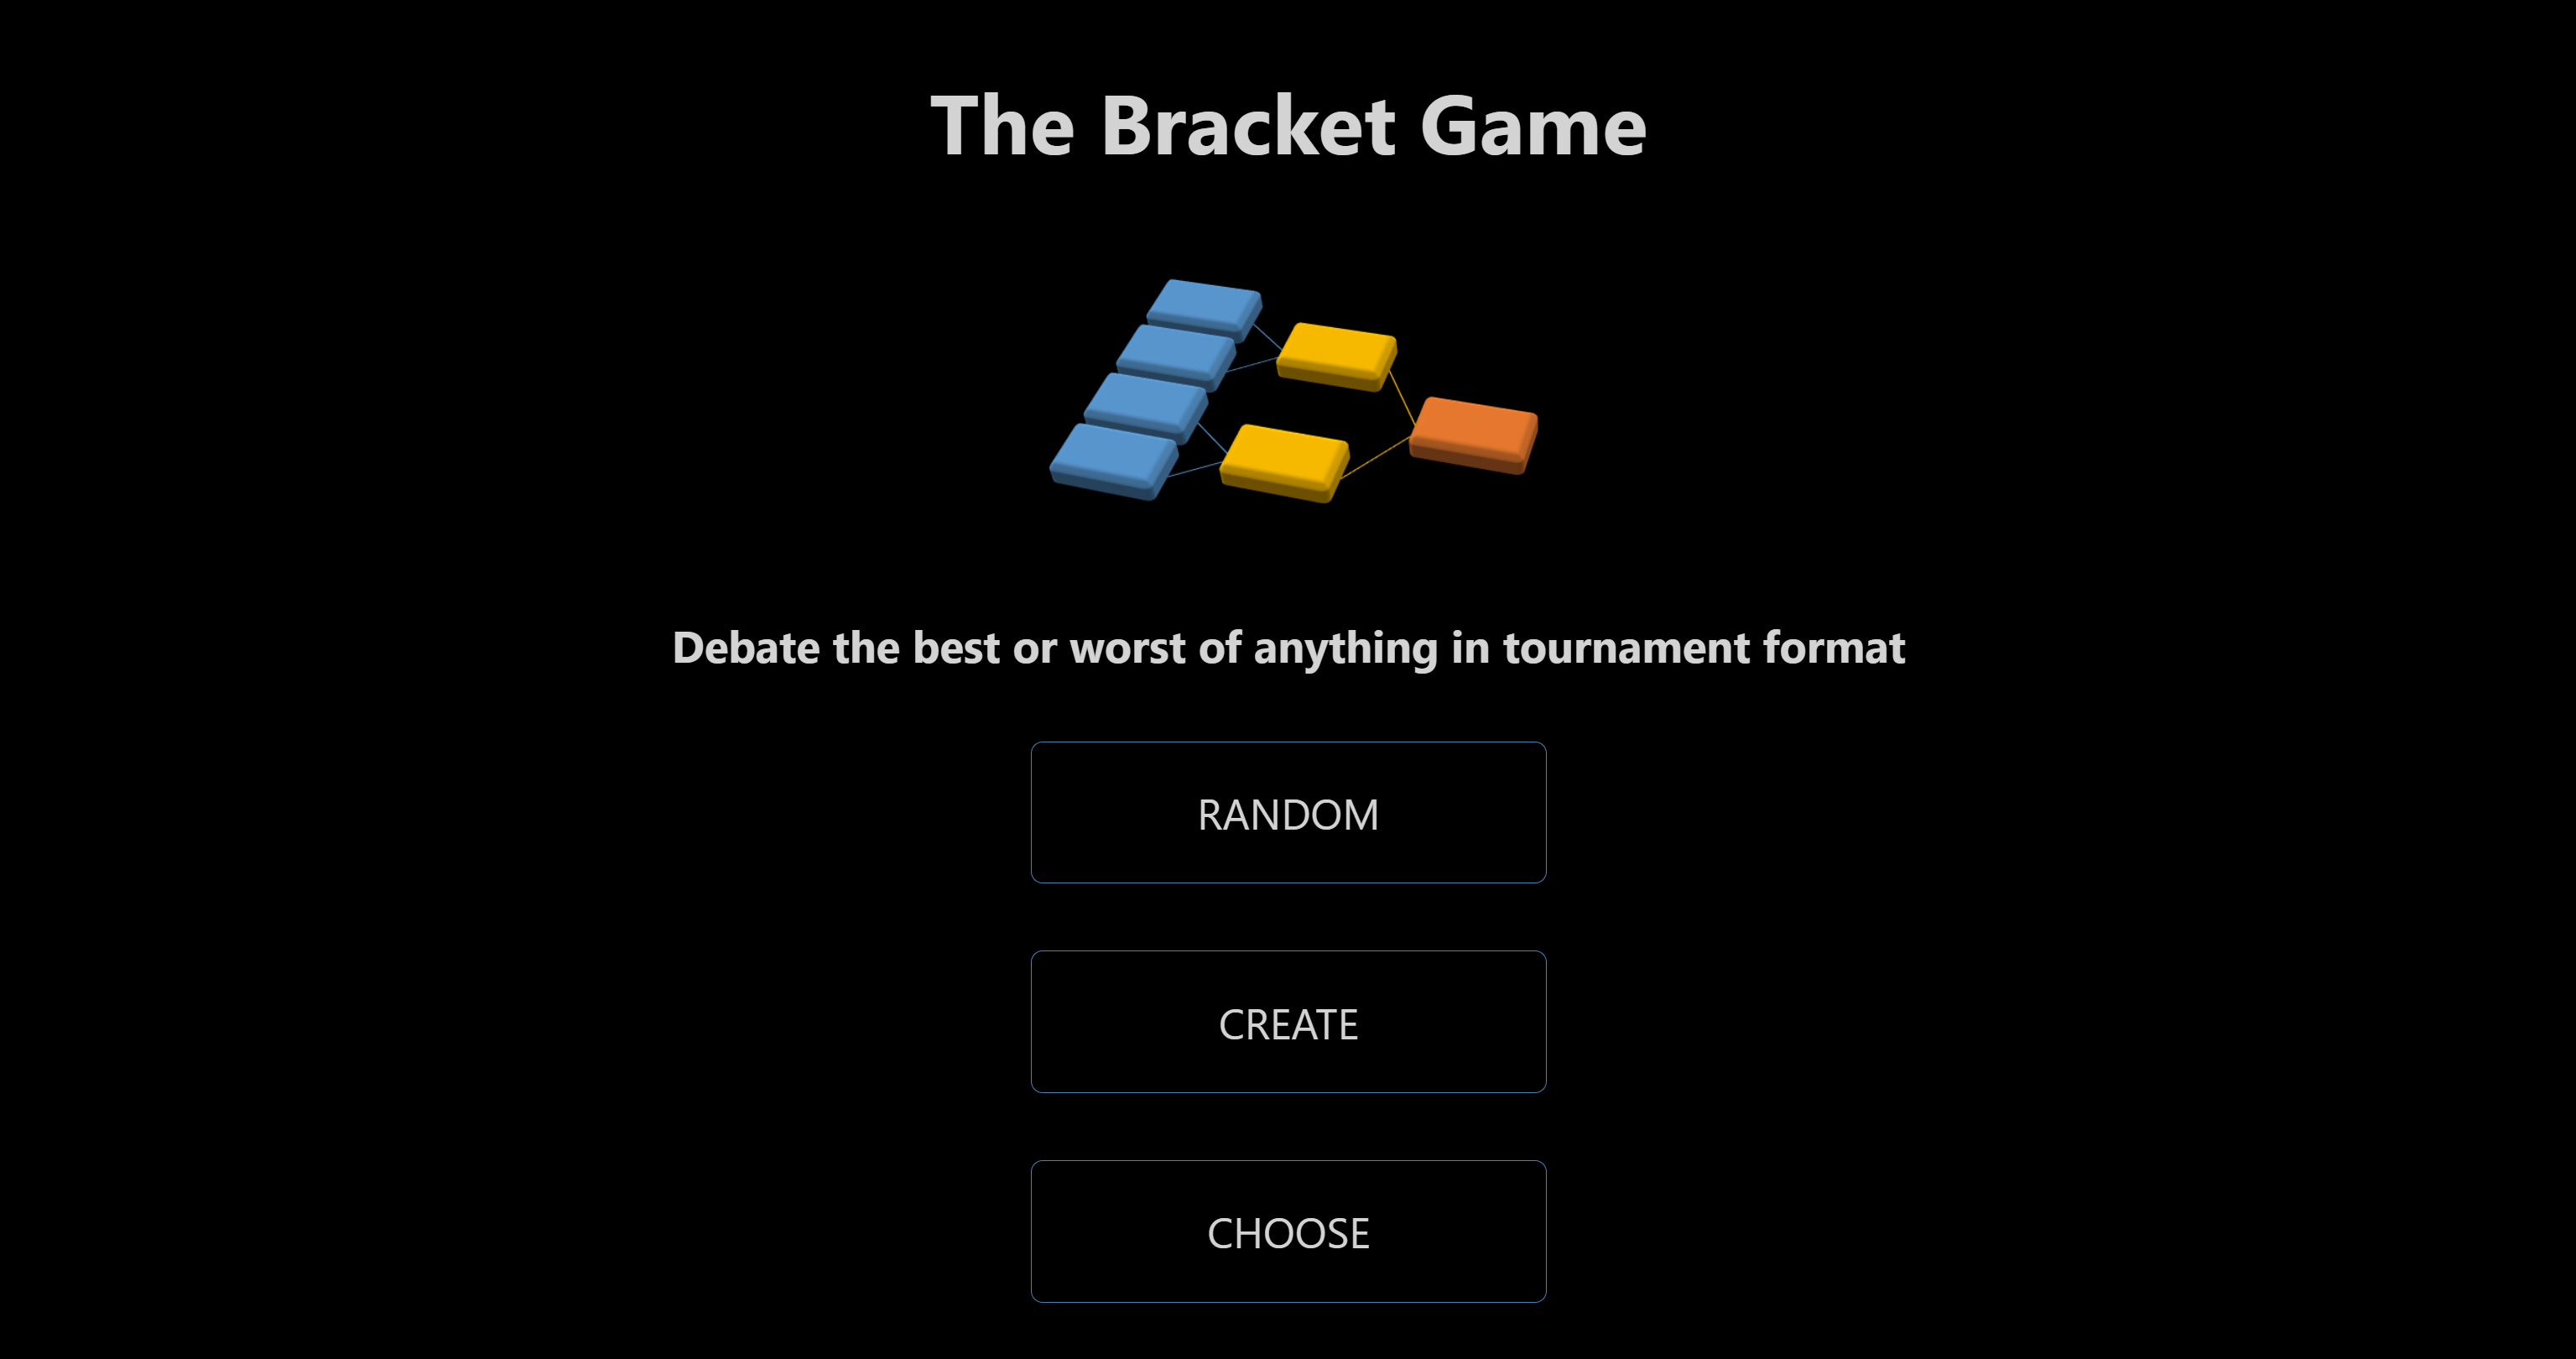 The Bracket Game
Debate the best or worst of anything in tournament format
RANDOM
CREATE
CHOOSE